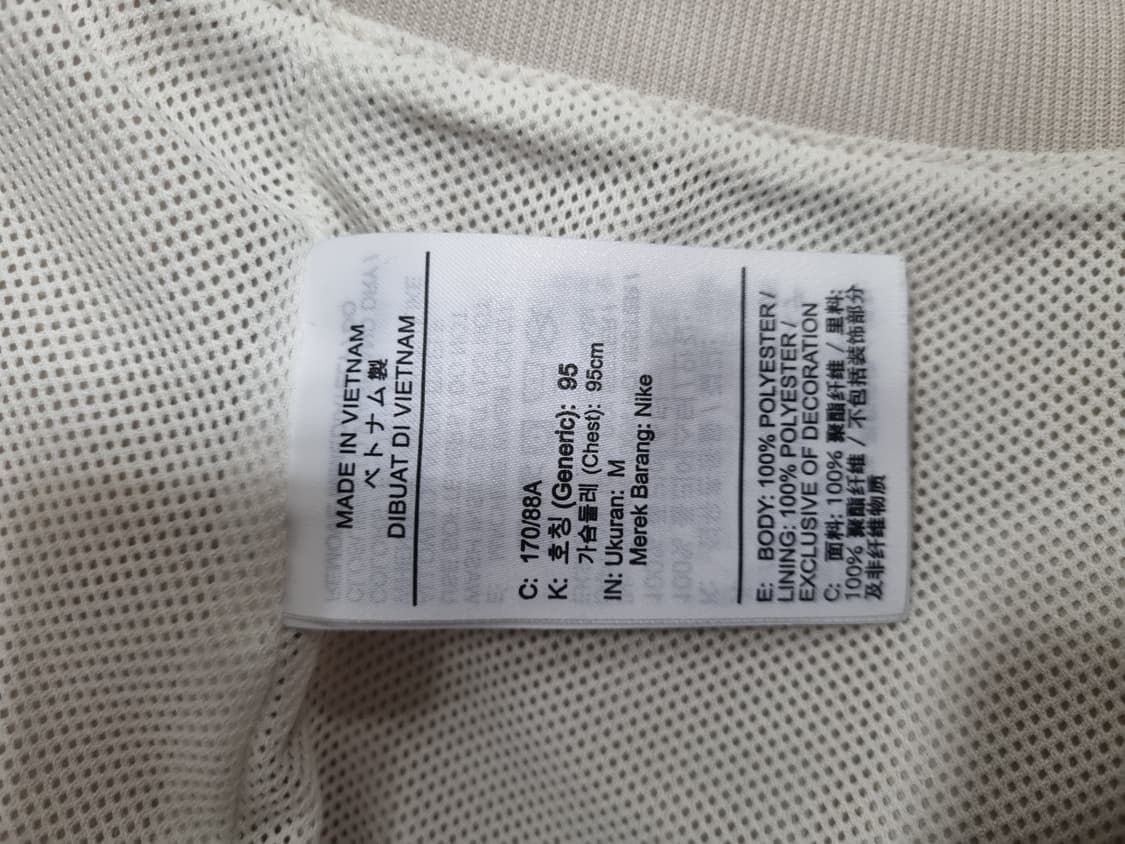 MADE IN VIETNAM
ベトナム製
DIBUAT DI VIETNAM
C: 170/88A
K: 호칭 (Generic): 95
가슴둘레 (Chest): 95cm
IN: Ukuran: M
Merek Barang: Nike
E: BODY: 100% POLYESTER /
LINING: 100% POLYESTER /
EXCLUSIVE OF DECORATION
C: 面料: 100% 聚酯纤维 / 里料:
100% 聚酯纤维 / 不包括装饰部分
及非纤维物质